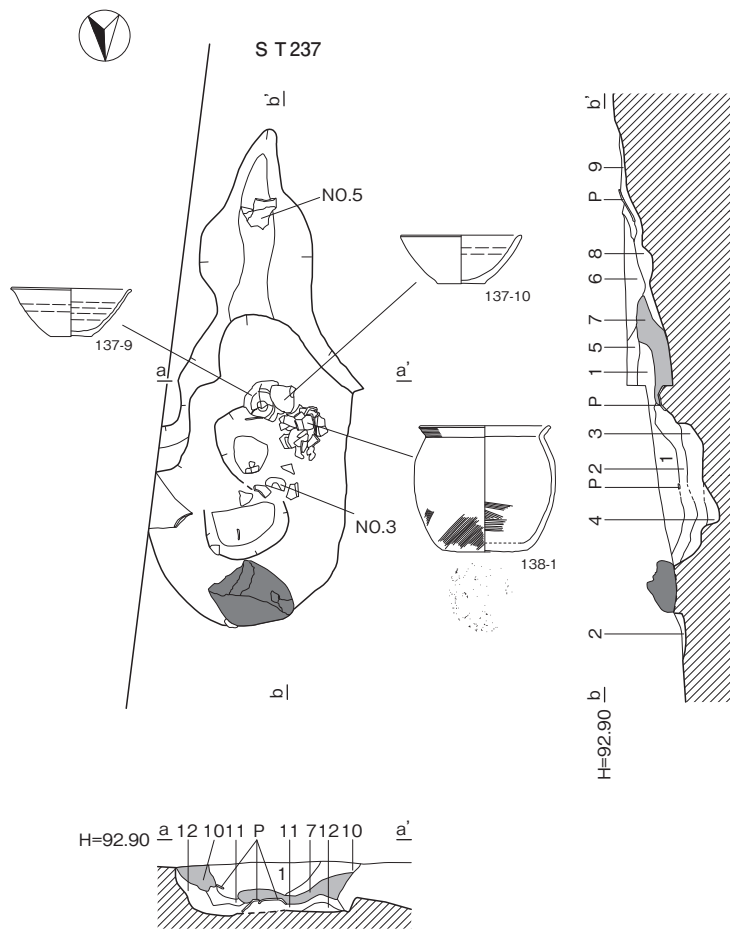 S T 237
b'
NO.5
137-9
137-10
a a'
NO.3
138-1
b
b' 9 P 8 6 7 5 1 P 3 2 P 4 2 b
1
H=92.90
H=92.90 a 12 10 11 P 11 7 12 10 a'
1